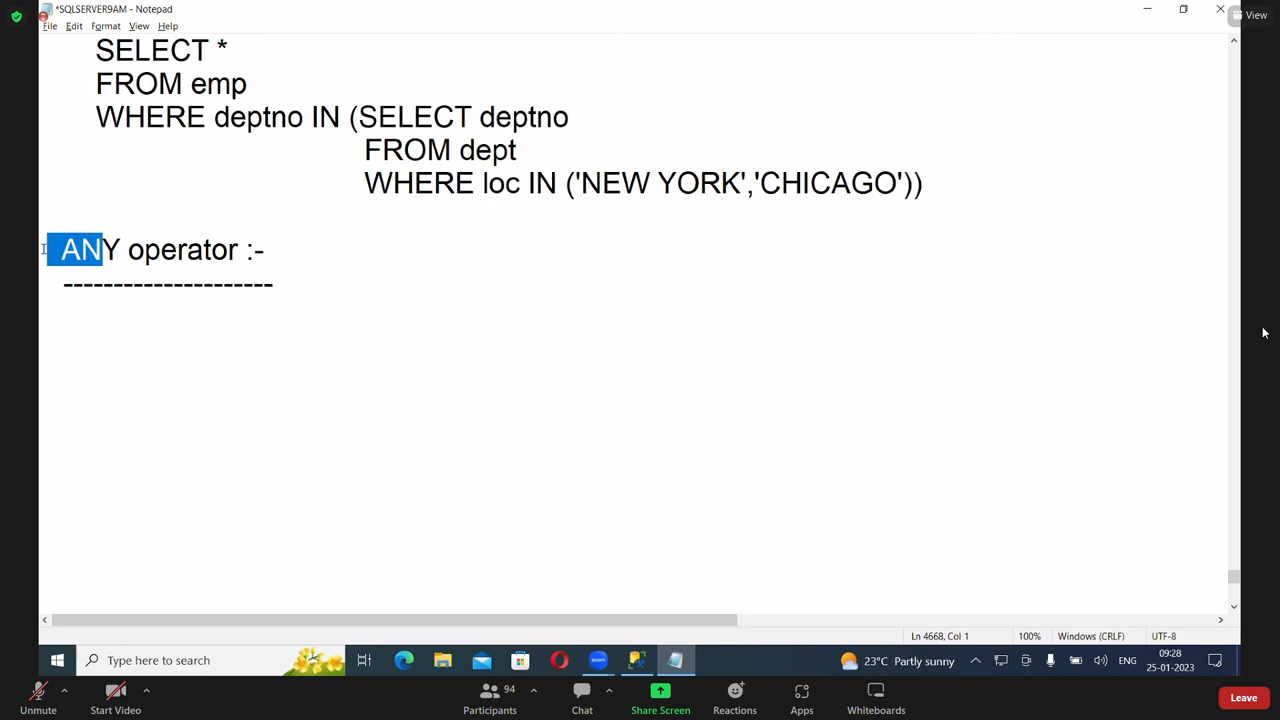 *SQLSERVER9AM - Notepad
View
File Edit Format View Help
SELECT *
FROM emp
WHERE deptno IN (SELECT deptno
FROM dept
WHERE loc IN ('NEW YORK','CHICAGO'))
ANY operator :-
---------------------
Ln 4668, Col 1 100% Windows (CRLF) UTF-8
Type here to search
zoom
23°C Partly sunny
ENG
09:28
25-01-2023
94
Unmute Start Video Participants Chat Share Screen Reactions Apps Whiteboards Leave